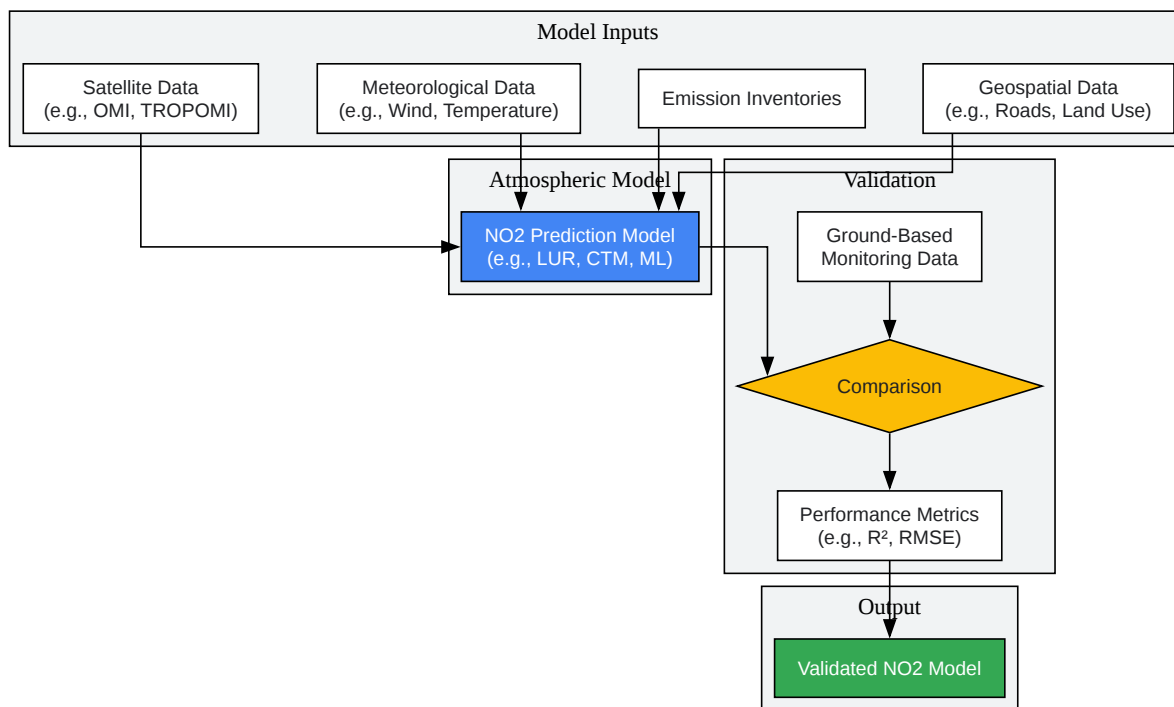 Model Inputs
Satellite Data
(e.g., OMI, TROPOMI)
Meteorological Data
(e.g., Wind, Temperature)
Emission Inventories
Geospatial Data
(e.g., Roads, Land Use)
Atmospheric Model
NO2 Prediction Model
(e.g., LUR, CTM, ML)
Validation
Ground-Based
Monitoring Data
Comparison
Performance Metrics
(e.g., R², RMSE)
Output
Validated NO2 Model